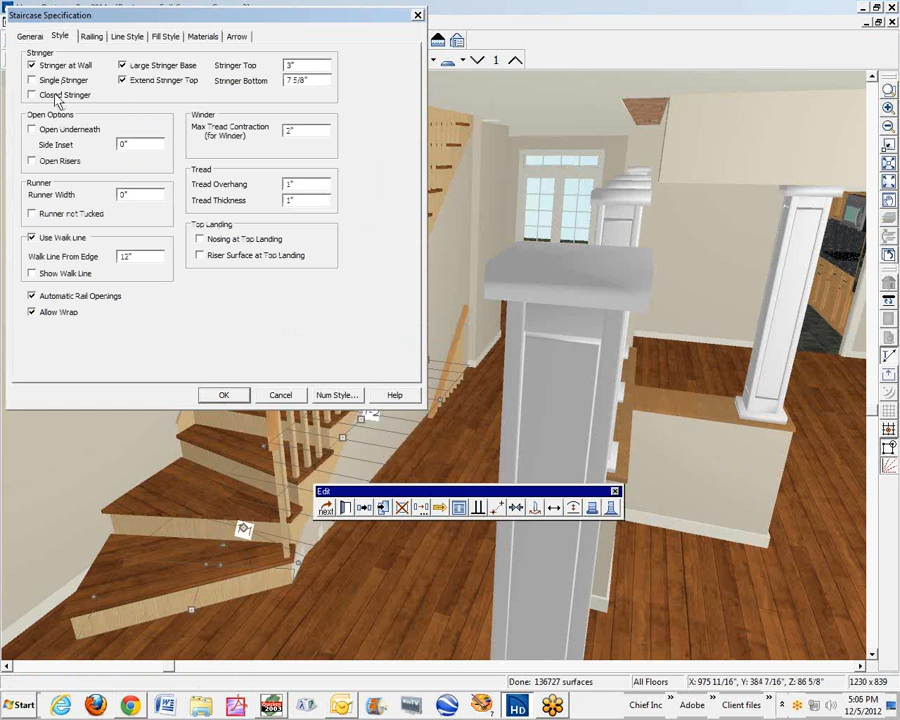 Staircase Specification
General Style Railing Line Style Fill Style Materials Arrow
Stringer
Stringer at Wall
Large Stringer Base
Stringer Top 3"
Single Stringer
Extend Stringer Top
Stringer Bottom 7 5/8"
Closed Stringer
Open Options
Open Underneath
Side Inset 0"
Open Risers
Winder
Max Tread Contraction
(for Winder) 2"
Runner
Runner Width 0"
Runner not Tucked
Tread
Tread Overhang 1"
Tread Thickness 1"
Use Walk Line
Walk Line From Edge 12"
Show Walk Line
Top Landing
Nosing at Top Landing
Riser Surface at Top Landing
Automatic Rail Openings
Allow Wrap
OK Cancel Num Style... Help
1
Edit
next
Done: 136727 surfaces All Floors X: 975 11/16", Y: 384 7/16", Z: 86 5/8" 1230 x 839
Start
HD
Chief Inc Adobe Client files
5:06 PM
12/5/2012